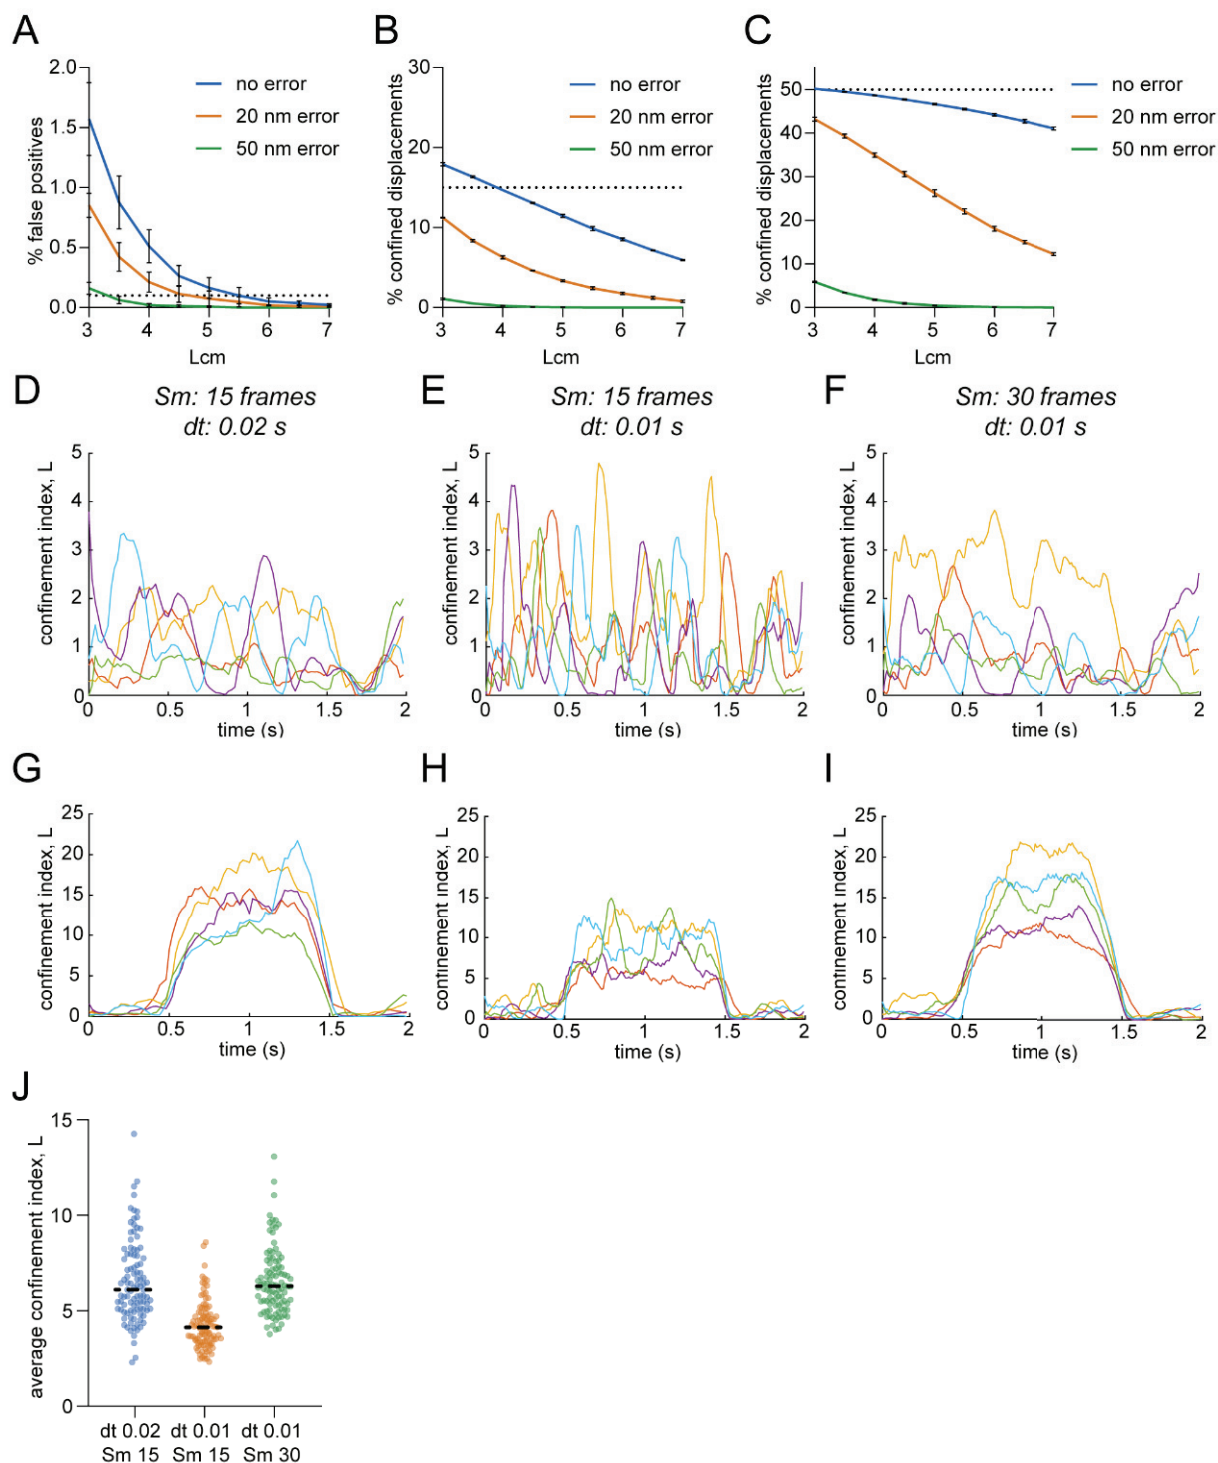 A
B
C
2.0
1.5
1.0
0.5
0.0
% false positives
no error
20 nm error
50 nm error
3 4 5 6 7
Lcm
30
20
10
0
% confined displacements
no error
20 nm error
50 nm error
3 4 5 6 7
Lcm
50
40
30
20
10
0
% confined displacements
no error
20 nm error
50 nm error
3 4 5 6 7
Lcm
D
Sm: 15 frames
dt: 0.02 s
5
4
3
2
1
0
confinement index, L
0 0.5 1 1.5 2
time (s)
E
Sm: 15 frames
dt: 0.01 s
5
4
3
2
1
0
confinement index, L
0 0.5 1 1.5 2
time (s)
F
Sm: 30 frames
dt: 0.01 s
5
4
3
2
1
0
confinement index, L
0 0.5 1 1.5 2
time (s)
G
25
20
15
10
5
0
confinement index, L
0 0.5 1 1.5 2
time (s)
H
25
20
15
10
5
0
confinement index, L
0 0.5 1 1.5 2
time (s)
I
25
20
15
10
5
0
confinement index, L
0 0.5 1 1.5 2
time (s)
J
15
10
5
0
average confinement index, L
dt 0.02 dt 0.01 dt 0.01
Sm 15 Sm 15 Sm 30